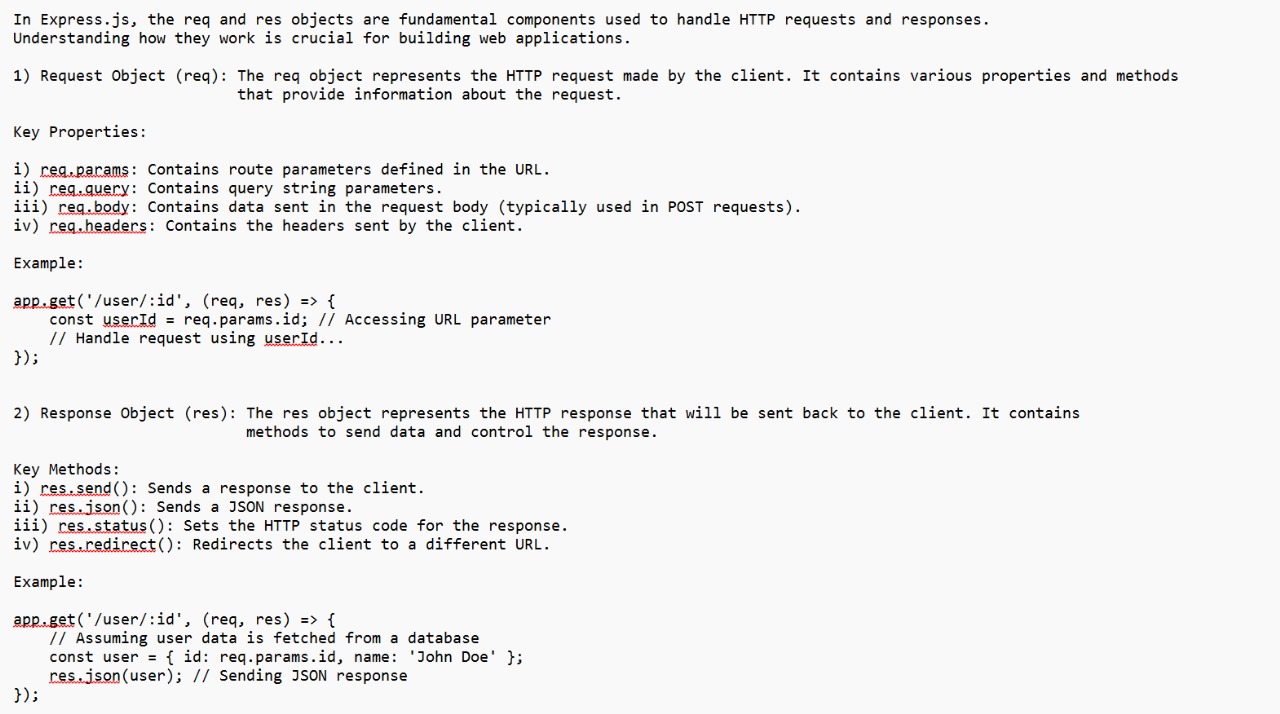 In Express.js, the req and res objects are fundamental components used to handle HTTP requests and responses.
Understanding how they work is crucial for building web applications.
1) Request Object (req): The req object represents the HTTP request made by the client. It contains various properties and methods
that provide information about the request.
Key Properties:
i) req.params: Contains route parameters defined in the URL.
ii) req.query: Contains query string parameters.
iii) req.body: Contains data sent in the request body (typically used in POST requests).
iv) req.headers: Contains the headers sent by the client.
Example:
app.get('/user/:id', (req, res) => {
    const userId = req.params.id; // Accessing URL parameter
    // Handle request using userId...
});
2) Response Object (res): The res object represents the HTTP response that will be sent back to the client. It contains
methods to send data and control the response.
Key Methods:
i) res.send(): Sends a response to the client.
ii) res.json(): Sends a JSON response.
iii) res.status(): Sets the HTTP status code for the response.
iv) res.redirect(): Redirects the client to a different URL.
Example:
app.get('/user/:id', (req, res) => {
    // Assuming user data is fetched from a database
    const user = { id: req.params.id, name: 'John Doe' };
    res.json(user); // Sending JSON response
});